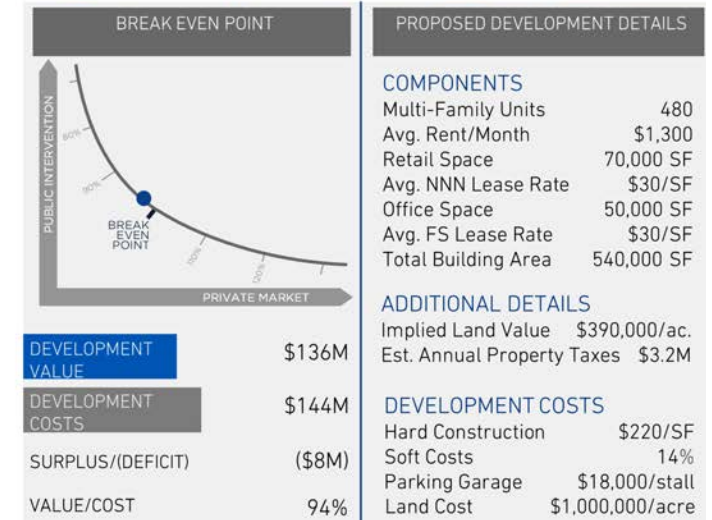 BREAK EVEN POINT
PUBLIC INTERVENTION
80%
90%
BREAK
EVEN
POINT
110%
120%
PRIVATE MARKET
DEVELOPMENT
VALUE
$136M
DEVELOPMENT
COSTS
$144M
SURPLUS/(DEFICIT) ($8M)
VALUE/COST 94%
PROPOSED DEVELOPMENT DETAILS
COMPONENTS
Multi-Family Units 480
Avg. Rent/Month $1,300
Retail Space 70,000 SF
Avg. NNN Lease Rate $30/SF
Office Space 50,000 SF
Avg. FS Lease Rate $30/SF
Total Building Area 540,000 SF
ADDITIONAL DETAILS
Implied Land Value $390,000/ac.
Est. Annual Property Taxes $3.2M
DEVELOPMENT COSTS
Hard Construction $220/SF
Soft Costs 14%
Parking Garage $18,000/stall
Land Cost $1,000,000/acre